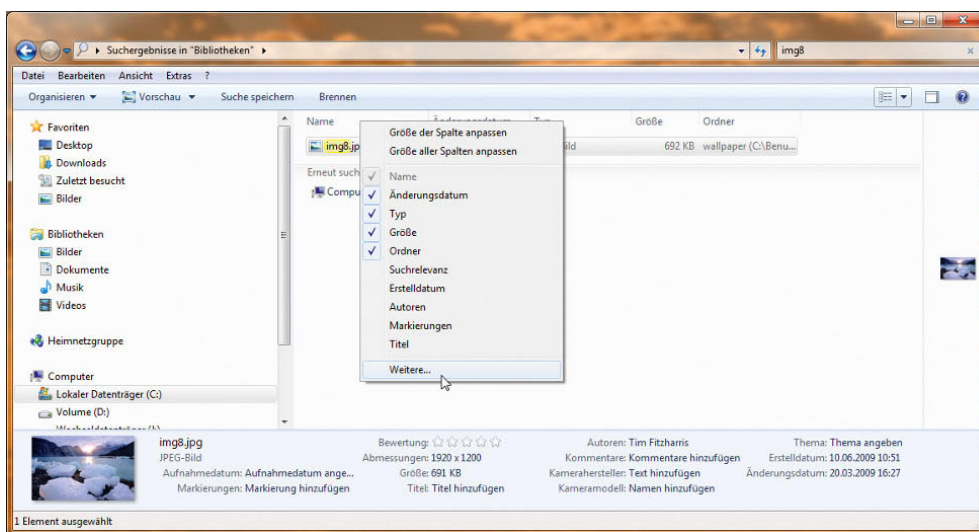 Suchergebnisse in "Bibliotheken"
img8
Datei Bearbeiten Ansicht Extras ?
Organisieren Vorschau Suche speichern Brennen
Favoriten
Desktop
Downloads
Zuletzt besucht
Bilder
Bibliotheken
Bilder
Dokumente
Musik
Videos
Heimnetzgruppe
Computer
Lokaler Datenträger (C:)
Volume (D:)
Name Größe Ordner
img8.jp ild 692 KB wallpaper (C:\Benu...
Erneut such
Compu
Größe der Spalte anpassen
Größe aller Spalten anpassen
Name
Änderungsdatum
Typ
Größe
Ordner
Suchrelevanz
Erstelldatum
Autoren
Markierungen
Titel
Weitere...
img8.jpg Bewertung: Autoren: Tim Fitzharris Thema: Thema angeben
JPEG-Bild Abmessungen: 1920 x 1200 Kommentare: Kommentare hinzufügen Erstelldatum: 10.06.2009 10:51
Aufnahmedatum: Aufnahmedatum ange... Größe: 691 KB Kamerahersteller: Text hinzufügen Änderungsdatum: 20.03.2009 16:27
Markierungen: Markierung hinzufügen Titel: Titel hinzufügen Kameramodell: Namen hinzufügen
1 Element ausgewählt